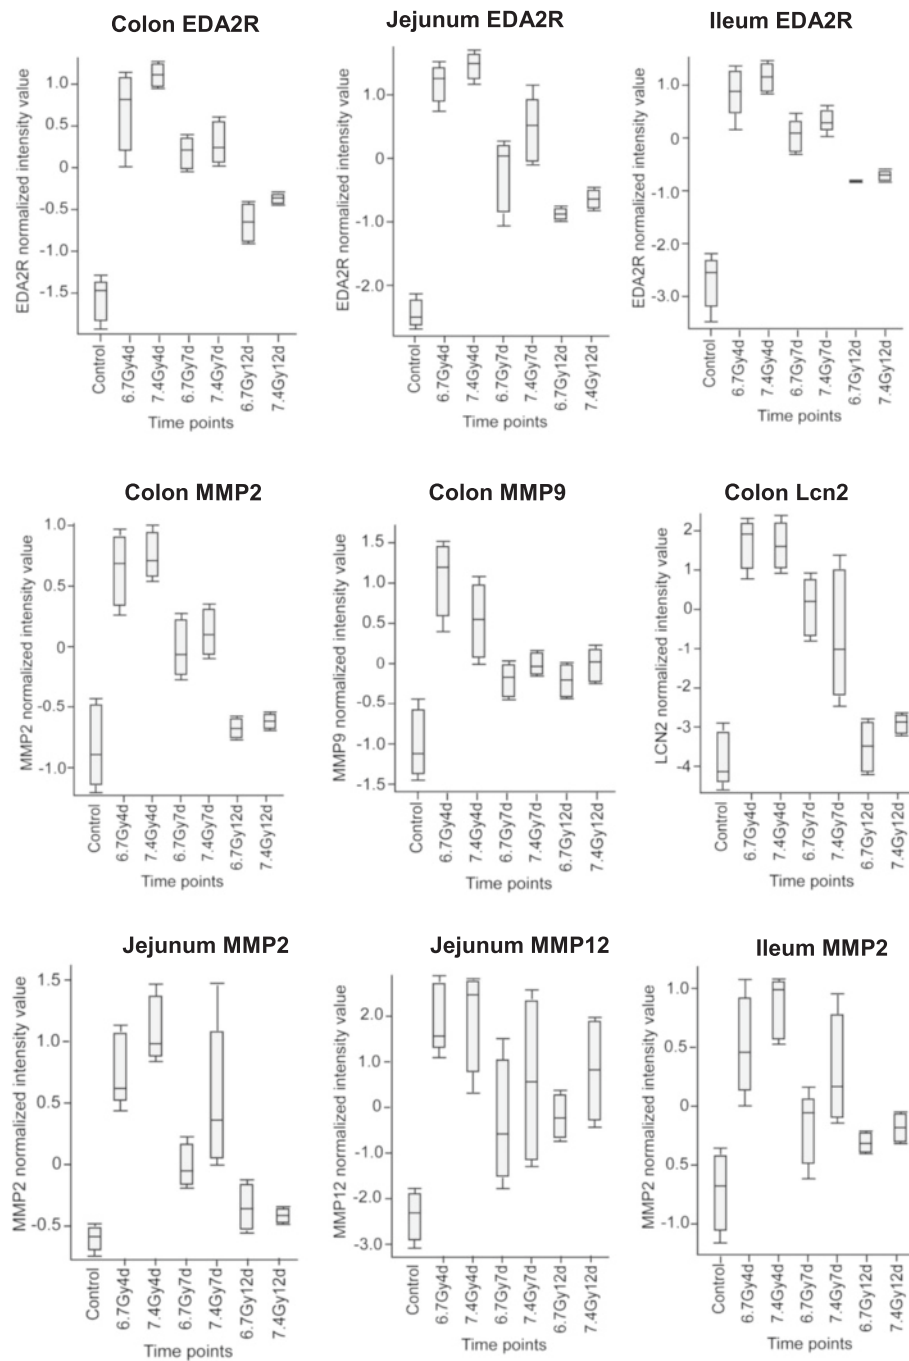 Colon EDA2R
EDA2R normalized intensity value
1.0
0.5
0
-0.5
-1.0
-1.5
Control
6.7Gy4d
7.4Gy4d
6.7Gy7d
7.4Gy7d
6.7Gy12d
7.4Gy12d
Time points
Jejunum EDA2R
EDA2R normalized intensity value
1.0
0
-1.0
-2.0
Control
6.7Gy4d
7.4Gy4d
6.7Gy7d
7.4Gy7d
6.7Gy12d
7.4Gy12d
Time points
Ileum EDA2R
EDA2R normalized intensity value
1.0
0
-1.0
-2.0
-3.0
Control
6.7Gy4d
7.4Gy4d
6.7Gy7d
7.4Gy7d
6.7Gy12d
7.4Gy12d
Time points
Colon MMP2
MMP2 normalized intensity value
1.0
0.5
0
-0.5
-1.0
Control
6.7Gy4d
7.4Gy4d
6.7Gy7d
7.4Gy7d
6.7Gy12d
7.4Gy12d
Time points
Colon MMP9
MMP9 normalized intensity value
1.5
1.0
0.5
0
-0.5
-1.0
-1.5
Control
6.7Gy4d
7.4Gy4d
6.7Gy7d
7.4Gy7d
6.7Gy12d
7.4Gy12d
Time points
Colon Lcn2
LCN2 normalized intensity value
2
1
0
-1
-2
-3
-4
Control
6.7Gy4d
7.4Gy4d
6.7Gy7d
7.4Gy7d
6.7Gy12d
7.4Gy12d
Time points
Jejunum MMP2
MMP2 normalized intensity value
1.5
1.0
0.5
0
-0.5
Control
6.7Gy4d
7.4Gy4d
6.7Gy7d
7.4Gy7d
6.7Gy12d
7.4Gy12d
Time points
Jejunum MMP12
MMP12 normalized intensity value
2.0
1.0
0
-1.0
-2.0
-3.0
Control
6.7Gy4d
7.4Gy4d
6.7Gy7d
7.4Gy7d
6.7Gy12d
7.4Gy12d
Time points
Ileum MMP2
MMP2 normalized intensity value
1.0
0.5
0
0.5
-1.0
Control
6.7Gy4d
7.4Gy4d
6.7Gy7d
7.4Gy7d
6.7Gy12d
7.4Gy12d
Time points